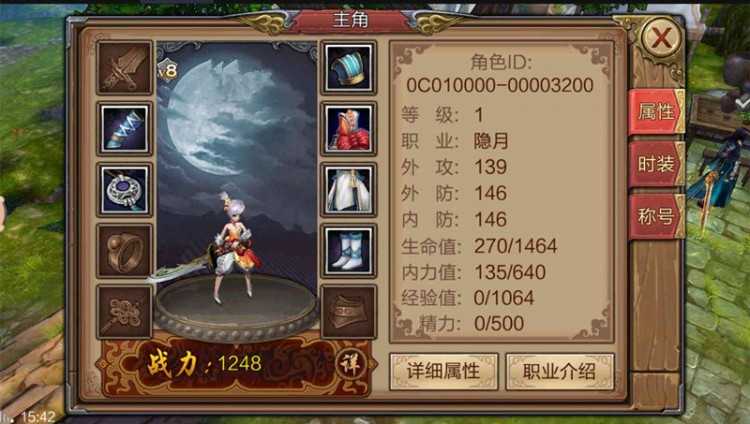 主角
V8
角色ID:
0C010000-00003200
等 级: 1
职 业: 隐月
外 攻: 139
外 防: 146
内 防: 146
生命值: 270/1464
内力值: 135/640
经验值: 0/1064
精力: 0/500
属性
时装
称号
战力:1248
详
详细属性
职业介绍
15:42